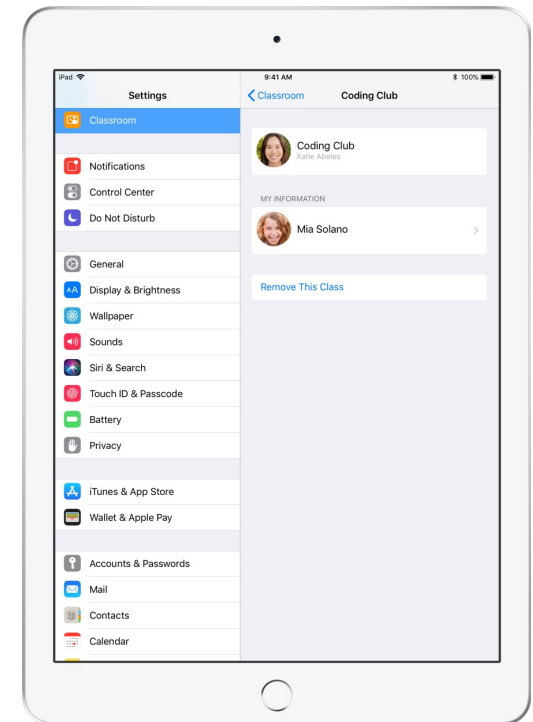 iPad 9:41 AM 100%
Settings
Classroom Coding Club
Classroom
Notifications
Control Center
Do Not Disturb
General
AA Display & Brightness
Wallpaper
Sounds
Siri & Search
Touch ID & Passcode
Battery
Privacy
iTunes & App Store
Wallet & Apple Pay
Accounts & Passwords
Mail
Contacts
Calendar
Coding Club
Katie Abeles
MY INFORMATION
Mia Solano
Remove This Class